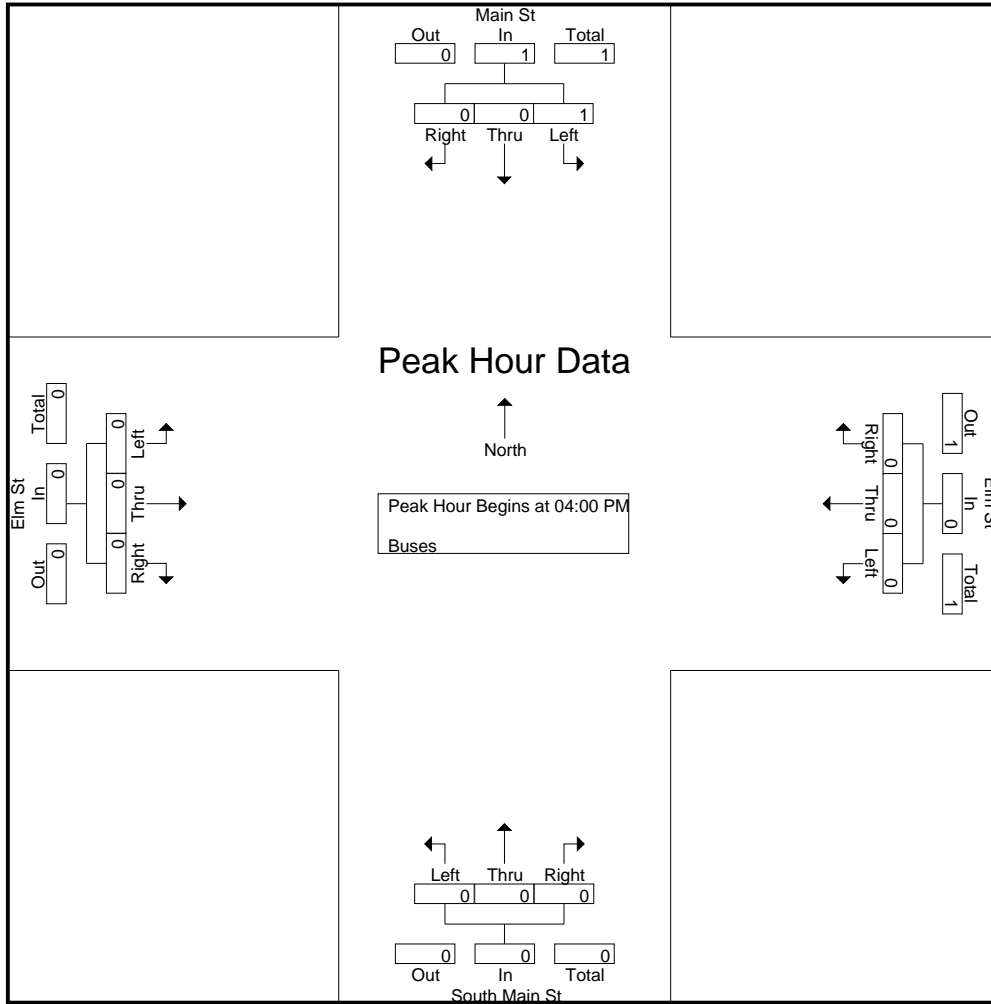 Main St
Out In Total
0 1 1
0 0 1
Right Thru Left
Peak Hour Data
North
Peak Hour Begins at 04:00 PM
Buses
Elm St
Total In Out
0 0 0
0 0 0
Left Thru Right
Elm St
Out In Total
1 0 1
0 0 0
Right Thru Left
Left Thru Right
0 0 0
0 0 0
Out In Total
South Main St